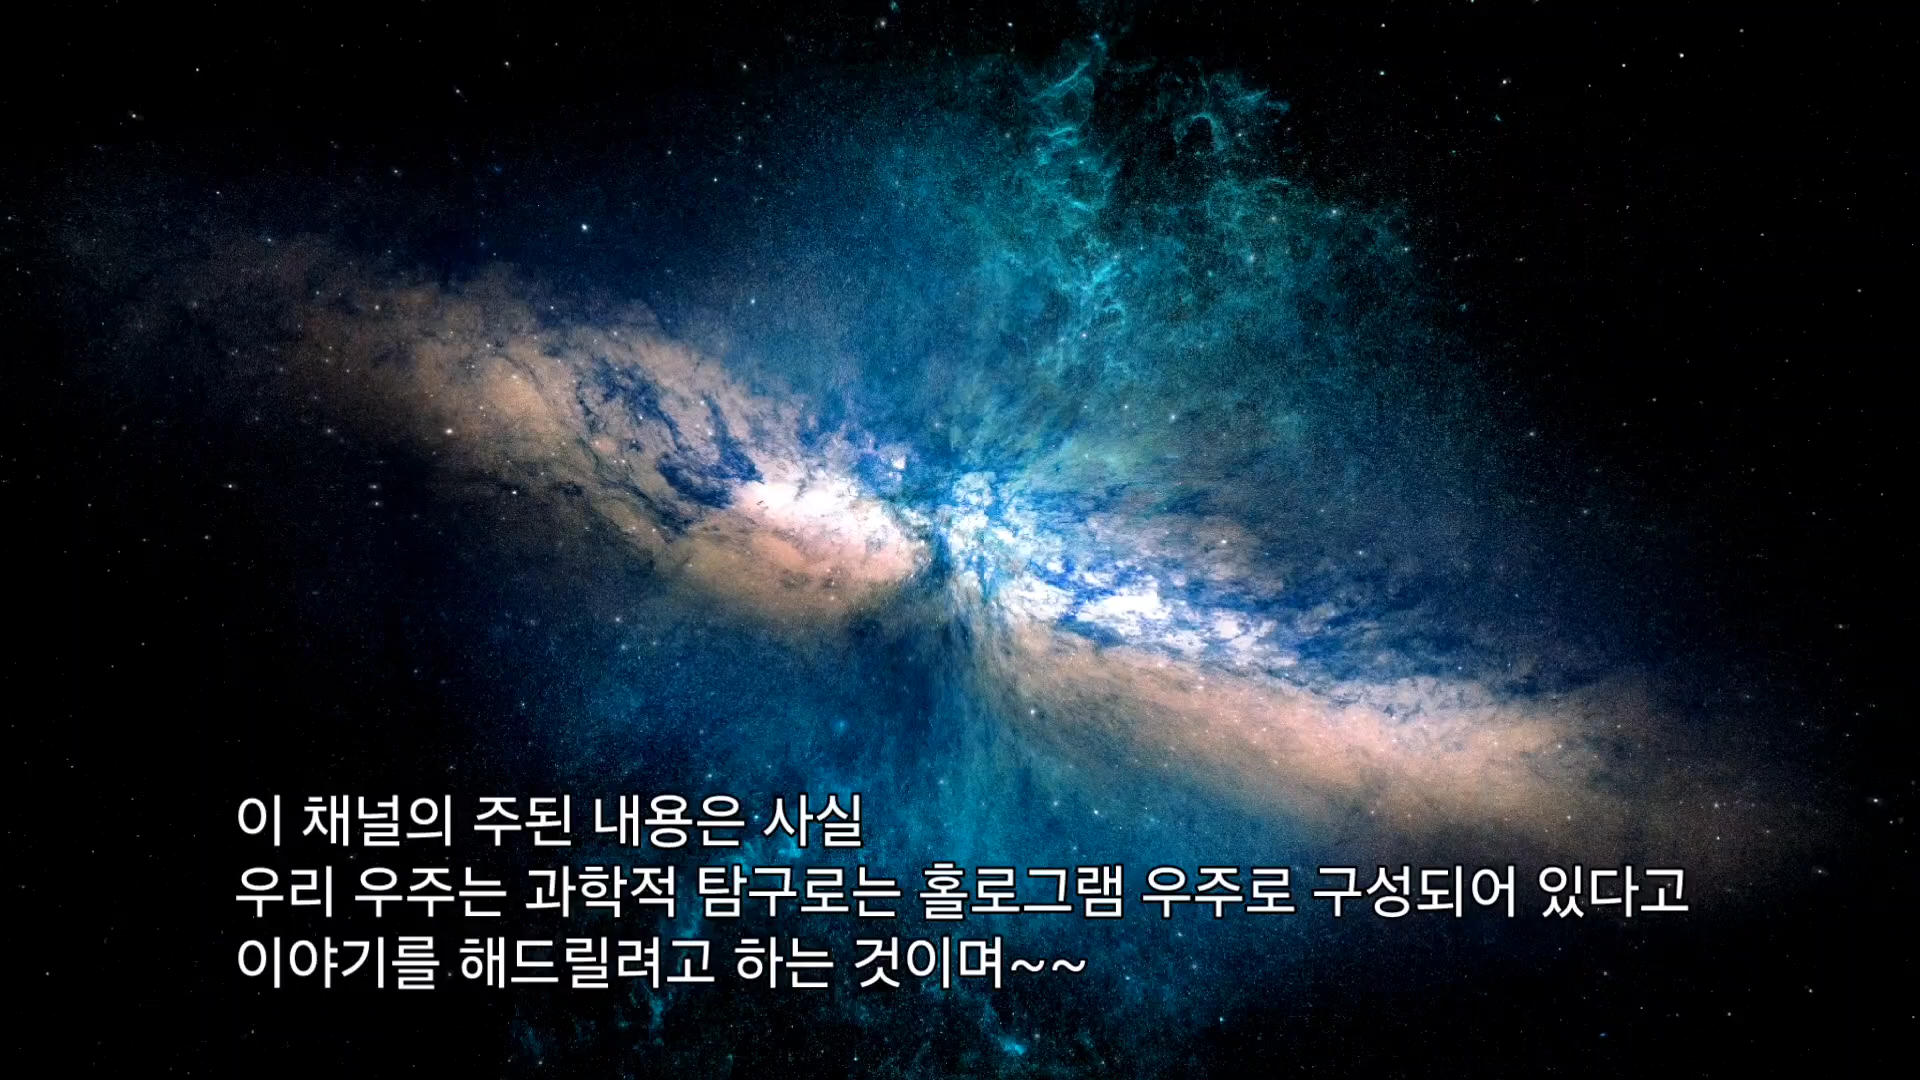 이 채널의 주된 내용은 사실
우리 우주는 과학적 탐구로는 홀로그램 우주로 구성되어 있다고
이야기를 해드릴려고 하는 것이며~~